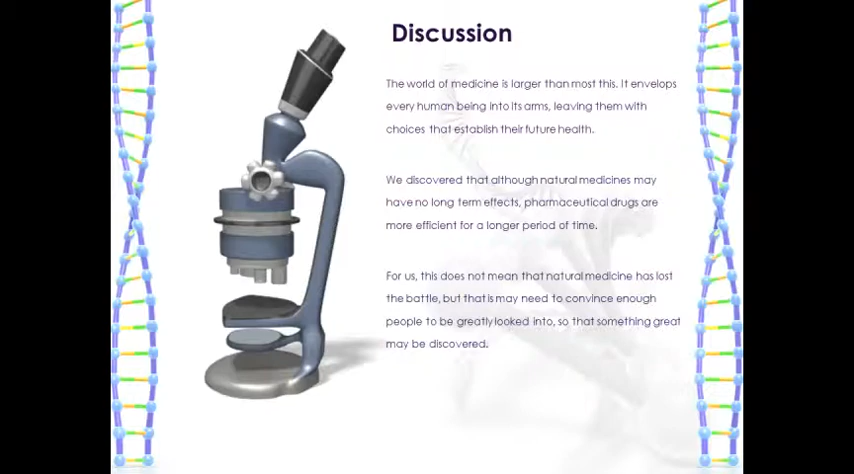 Discussion
The world of medicine is larger than most this. It envelops
every human being into its arms, leaving them with
choices that establish their future health.
We discovered that although natural medicines may
have no long term effects, pharmaceutical drugs are
more efficient for a longer period of time.
For us, this does not mean that natural medicine has lost
the battle, but that is may need to convince enough
people to be greatly looked into, so that something great
may be discovered.